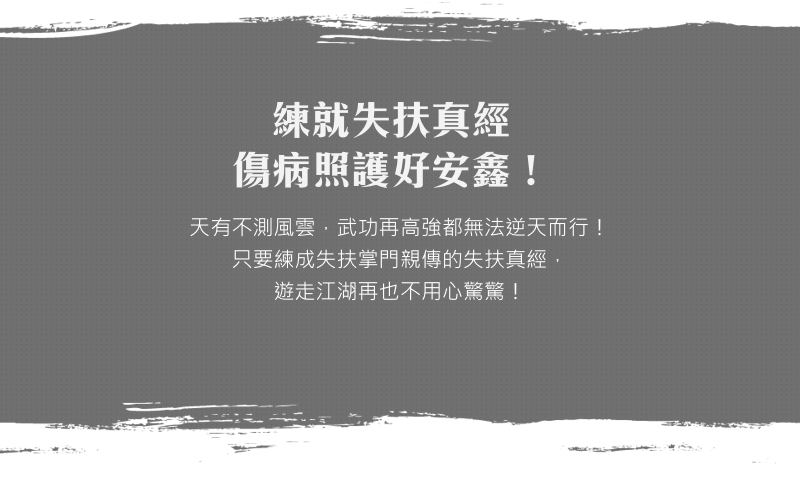 練就失扶真經
傷病照護好安鑫！
天有不測風雲，武功再高強都無法逆天而行！
只要練成失扶掌門親傳的失扶真經，
遊走江湖再也不用心驚驚！